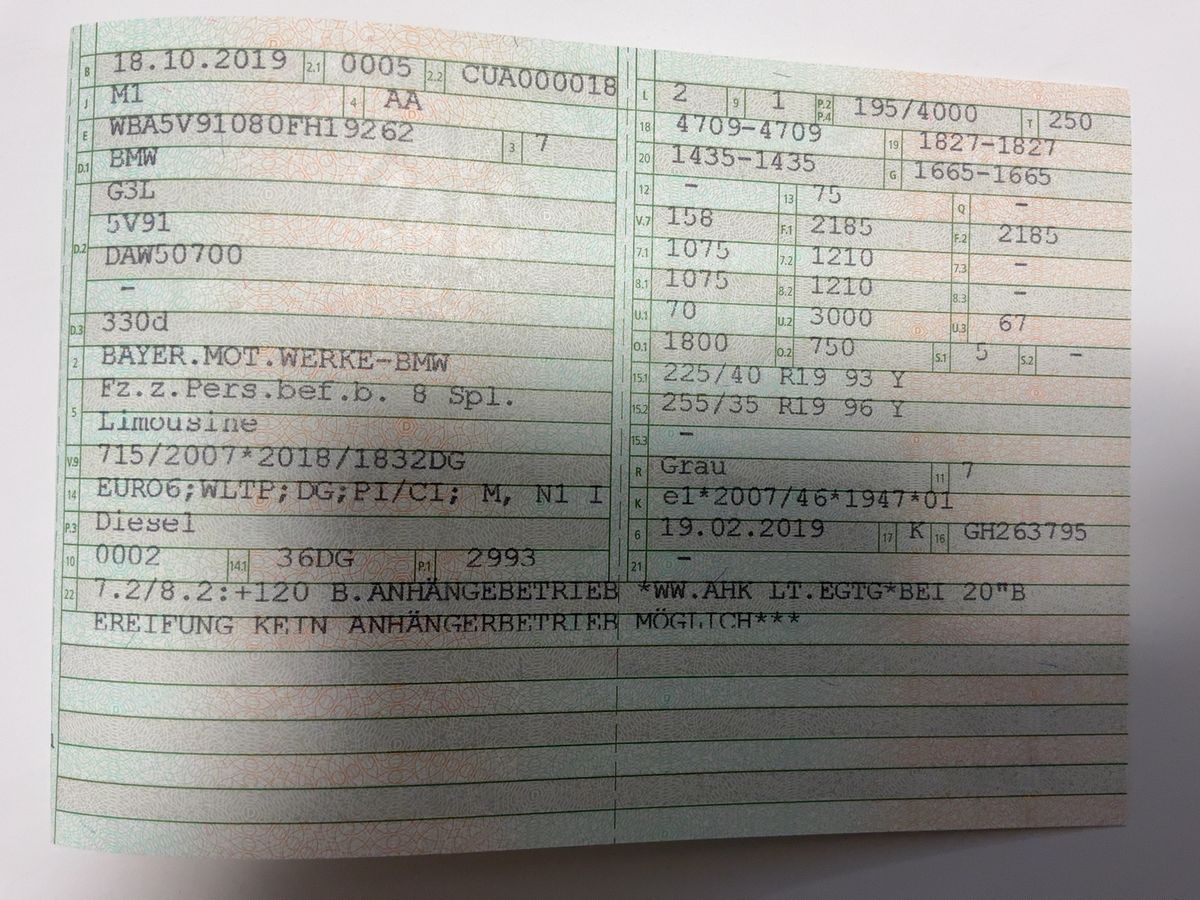 B 18.10.2019 2.1 0005 2.2 CUA000018
J M1 4 AA
E WBA5V91080FH19262 3 7
D.1 BMW
D.2 G3L
5V91
DAW50700
-
D.3 330d
2 BAYER.MOT.WERKE-BMW
5 Fz.z.Pers.bef.b. 8 Spl.
Limousine
V.9 715/2007*2018/1832DG
14 EURO6;WLTP;DG;PI/CI; M, N1 I
P.3 Diesel
10 0002 14.1 36DG P.1 2993
L 2 9 1 P.2 P.4 195/4000 T 250
18 4709-4709 19 1827-1827
20 1435-1435 G 1665-1665
12 - 13 75 Q -
V.7 158 F.1 2185 F.2 2185
7.1 1075 7.2 1210 7.3 -
8.1 1075 8.2 1210 8.3 -
U.1 70 U.2 3000 U.3 67
O.1 1800 O.2 750 S.1 5 S.2 -
15.1 225/40 R19 93 Y
15.2 255/35 R19 96 Y
15.3 -
R Grau 11 7
K e1*2007/46*1947*01
6 19.02.2019 17 K 16 GH263795
21 -
22 7.2/8.2:+120 B.ANHÄNGEBETRIEB *WW.AHK LT.EGTG*BEI 20"B
EREIFUNG KEIN ANHÄNGERBETRIEB MÖGLICH***